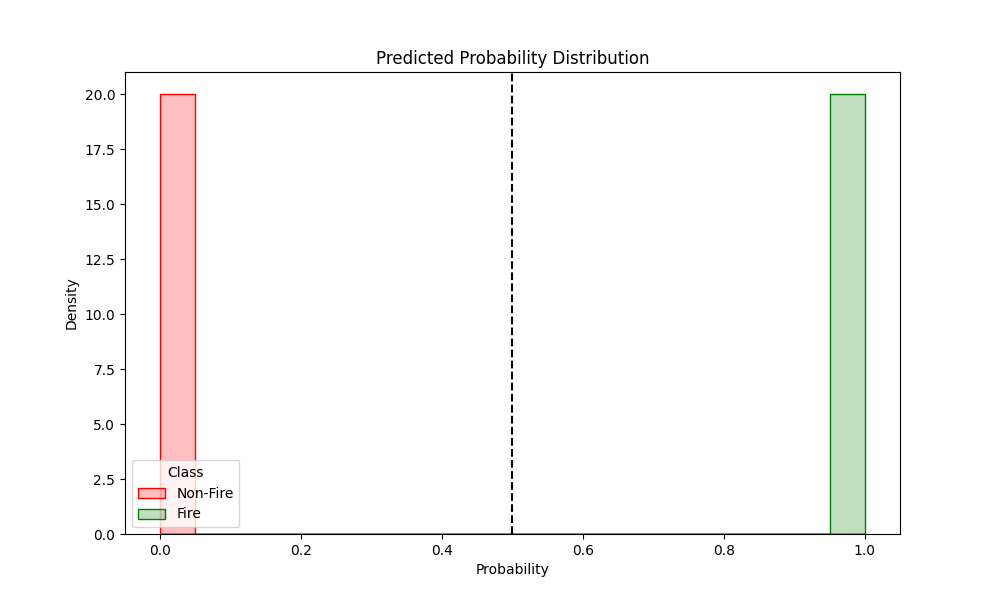 Predicted Probability Distribution
20.0
17.5
15.0
12.5
10.0
7.5
5.0
2.5
0.0
Density
Class
Non-Fire
Fire
0.0 0.2 0.4 0.6 0.8 1.0
Probability